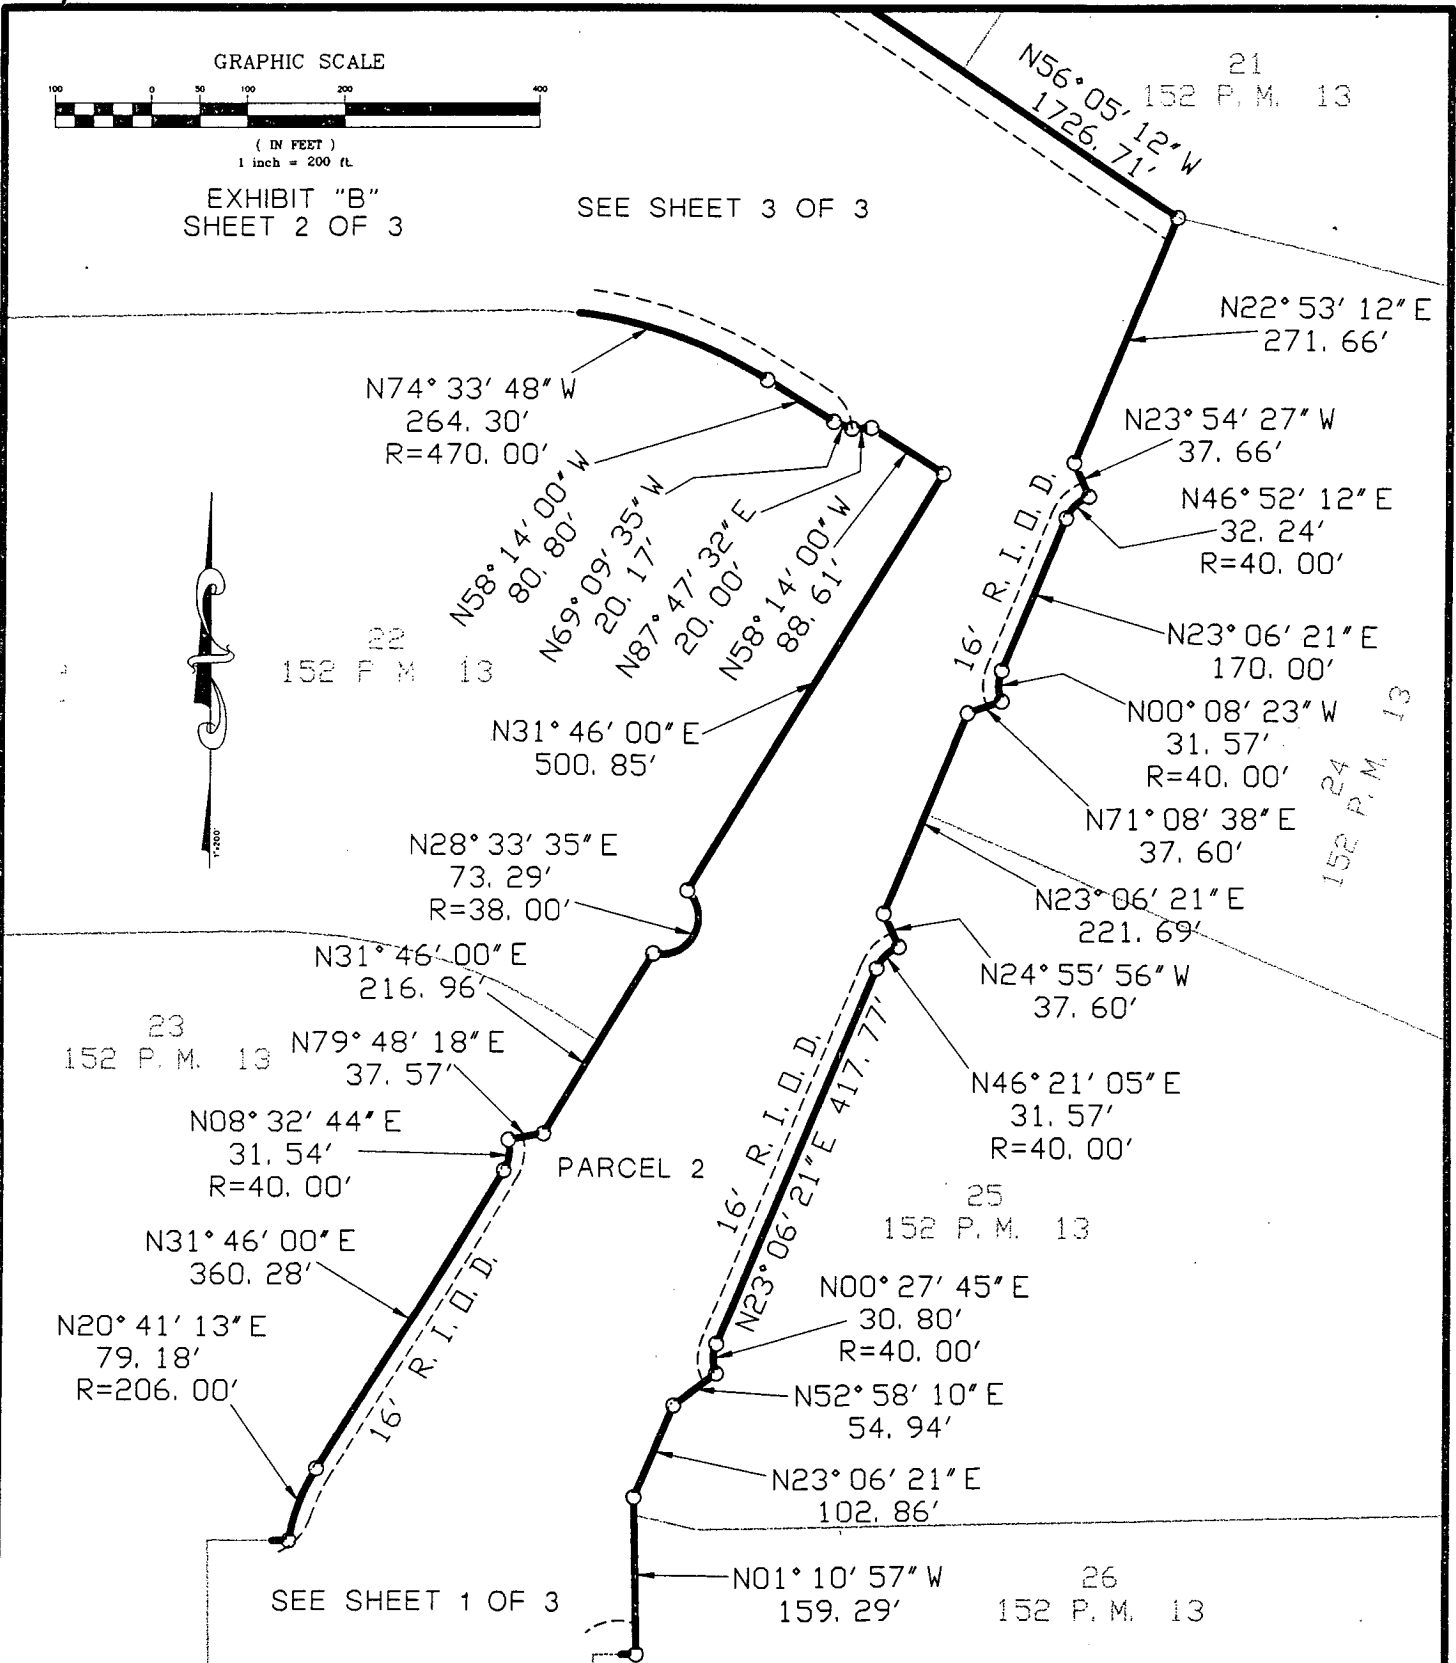 GRAPHIC SCALE
100 0 50 100 200 400
( IN FEET )
1 inch = 200 ft.
EXHIBIT "B"
SHEET 2 OF 3
SEE SHEET 3 OF 3
N56°05'12"W
1726.71'
21
152 P.M. 13
N22°53'12"E
271.66'
N74°33'48"W
264.30'
R=470.00'
N23°54'27"W
37.66'
N46°52'12"E
32.24'
R=40.00'
N58°14'00"W
80.80'
N69°09'35"W
20.17'
N87°47'32"E
20.00'
N58°14'00"W
88.61'
16' R.I.O.D.
22
152 P M 13
1"=200'
N23°06'21"E
170.00'
N31°46'00"E
500.85'
N00°08'23"W
31.57'
R=40.00'
24
152 P.M. 13
N71°08'38"E
37.60'
N28°33'35"E
73.29'
R=38.00'
N23°06'21"E
221.69'
N31°46'00"E
216.96'
N24°55'56"W
37.60'
23
152 P.M. 13
N79°48'18"E
37.57'
N46°21'05"E
31.57'
R=40.00'
N08°32'44"E
31.54'
R=40.00'
PARCEL 2
16' R.I.O.D.
N23°06'21"E 417.77'
25
152 P.M. 13
N31°46'00"E
360.28'
N00°27'45"E
30.80'
R=40.00'
N20°41'13"E
79.18'
R=206.00'
16' R.I.O.D.
N52°58'10"E
54.94'
N23°06'21"E
102.86'
SEE SHEET 1 OF 3
N01°10'57"W
159.29'
26
152 P.M. 13